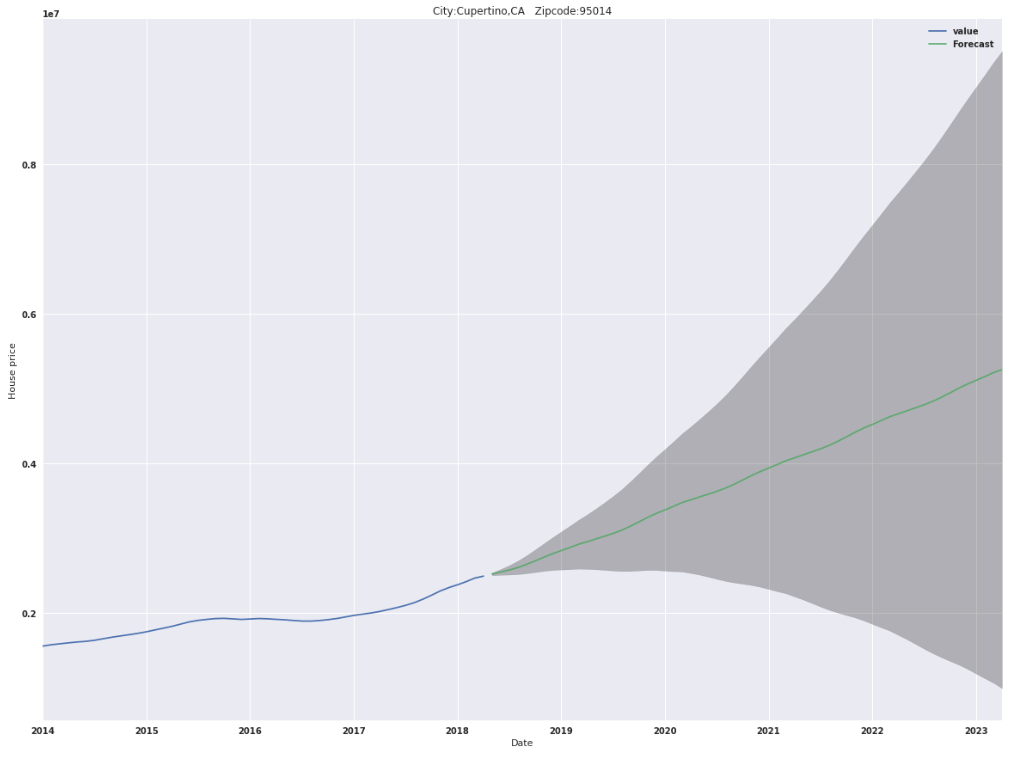 City:Cupertino,CA   Zipcode:95014
1e7
value
Forecast
0.8
0.6
0.4
0.2
House price
2014 2015 2016 2017 2018 2019 2020 2021 2022 2023
Date